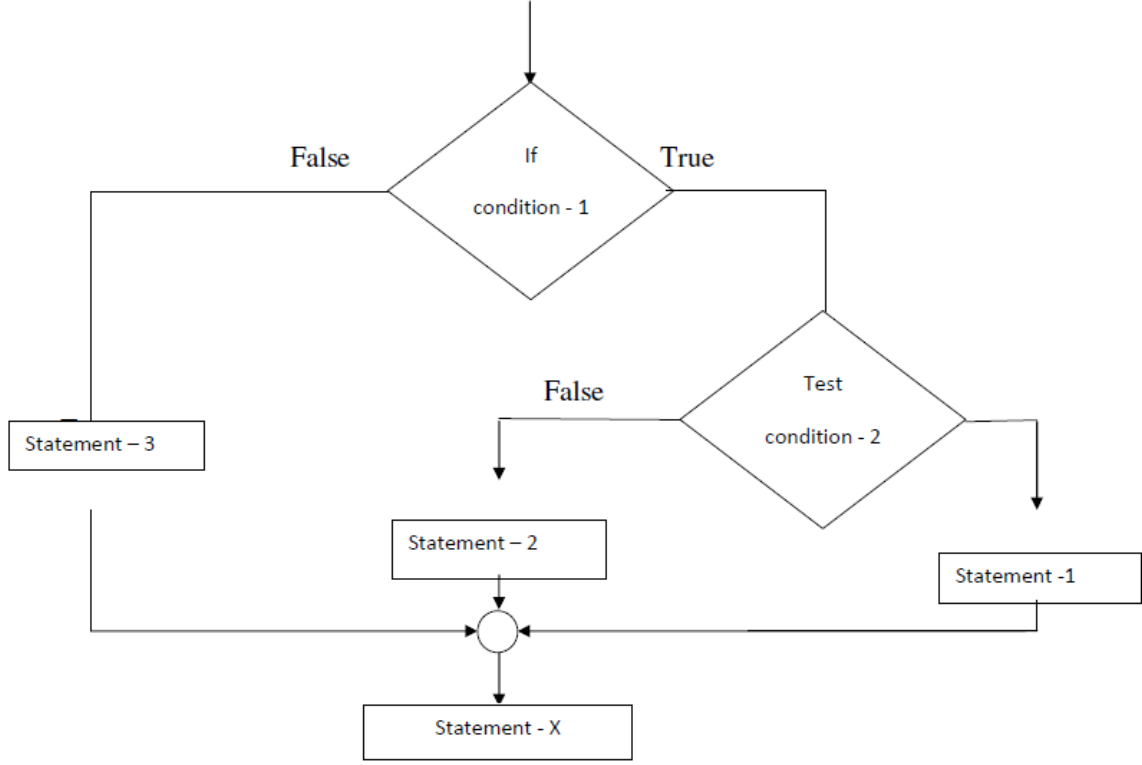 If
False
True
condition - 1
Test
False
condition - 2
Statement – 3
Statement – 2
Statement -1
Statement - X